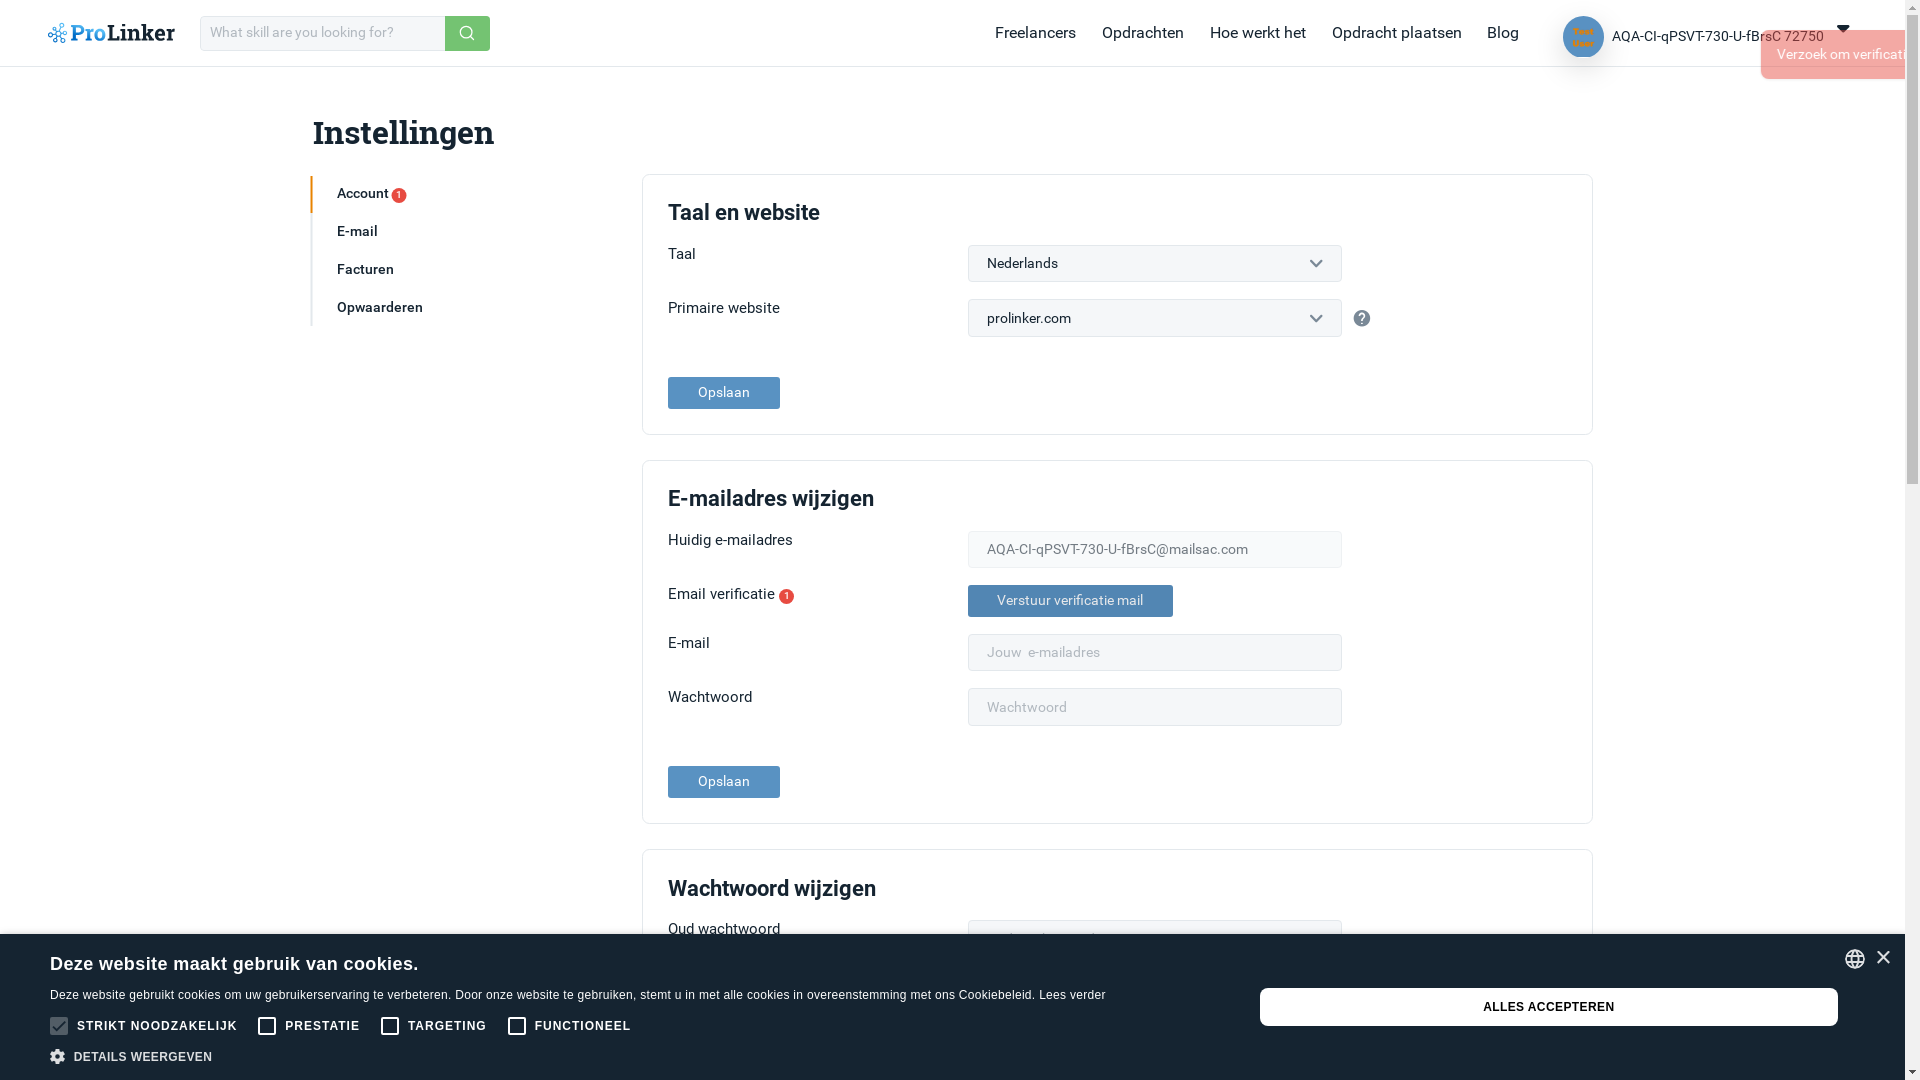 ProLinker
What skill are you looking for?
Freelancers
Opdrachten
Hoe werkt het
Opdracht plaatsen
Blog
Test
User
AQA-CI-qPSVT-730-U-fBrsC 72750
Verzoek om verificati
Instellingen
Account 1
E-mail
Facturen
Opwaarderen
Taal en website
Taal
Nederlands
Primaire website
prolinker.com
Opslaan
E-mailadres wijzigen
Huidig e-mailadres
AQA-CI-qPSVT-730-U-fBrsC@mailsac.com
Email verificatie 1
Verstuur verificatie mail
E-mail
Jouw e-mailadres
Wachtwoord
Wachtwoord
Opslaan
Wachtwoord wijzigen
Oud wachtwoord
Deze website maakt gebruik van cookies.
Deze website gebruikt cookies om uw gebruikerservaring te verbeteren. Door onze website te gebruiken, stemt u in met alle cookies in overeenstemming met ons Cookiebeleid. Lees verder
STRIKT NOODZAKELIJK
PRESTATIE
TARGETING
FUNCTIONEEL
DETAILS WEERGEVEN
ALLES ACCEPTEREN